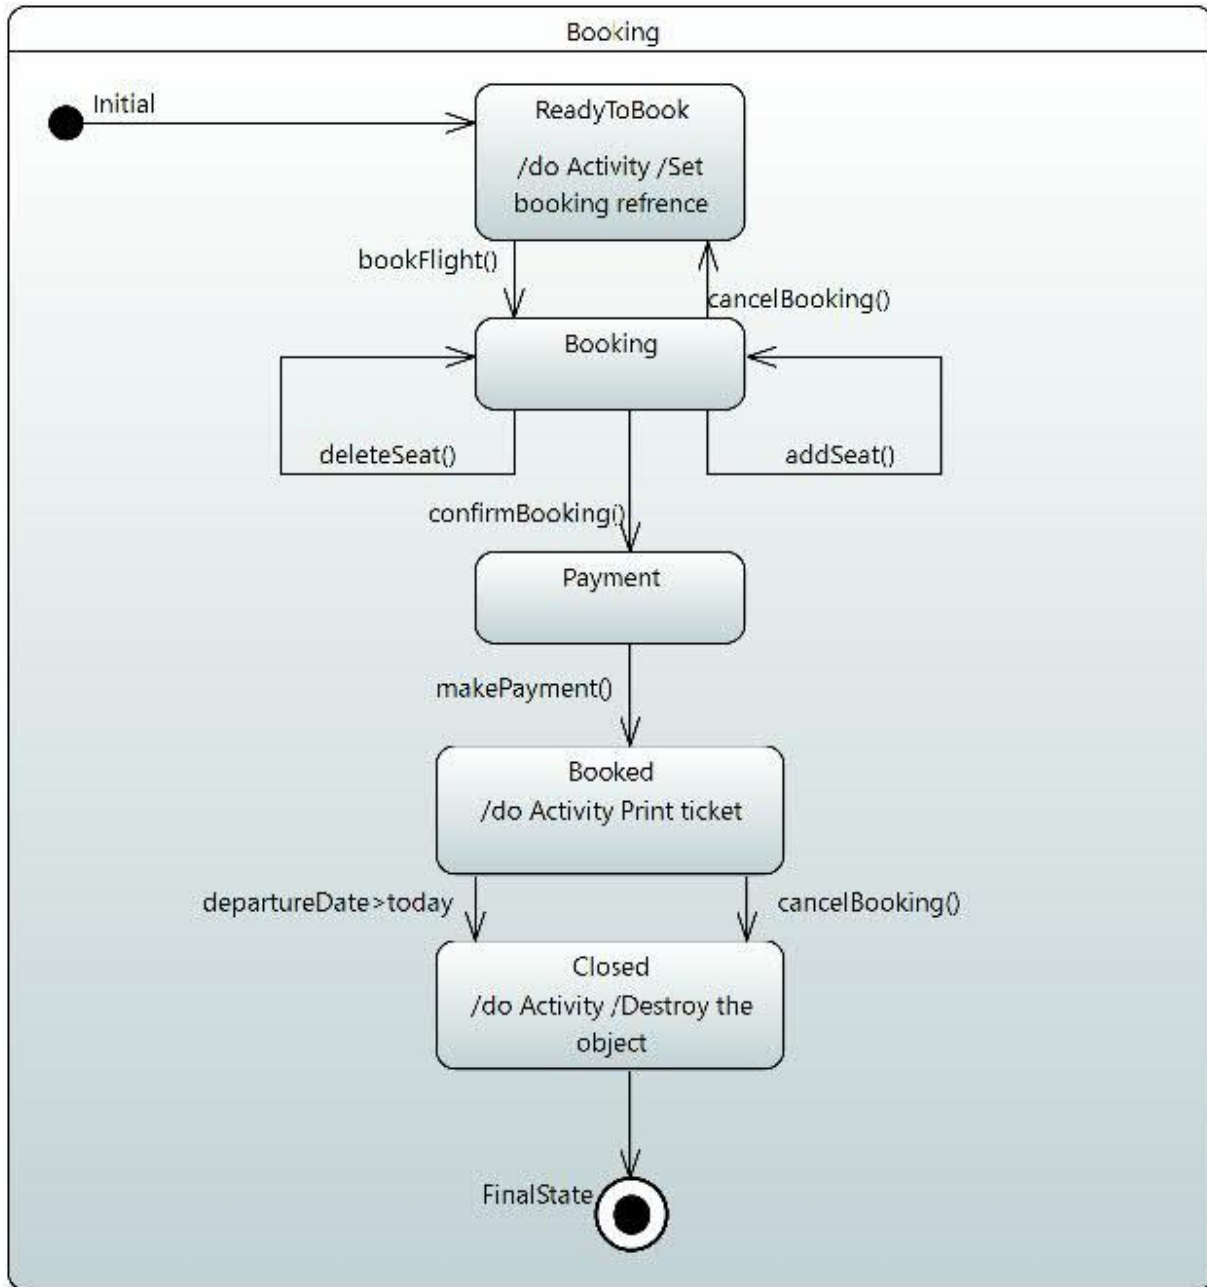 Booking
Initial
ReadyToBook
/do Activity /Set
booking refrence
bookFlight()
cancelBooking()
Booking
deleteSeat()
addSeat()
confirmBooking()
Payment
makePayment()
Booked
/do Activity Print ticket
departureDate>today
cancelBooking()
Closed
/do Activity /Destroy the
object
FinalState